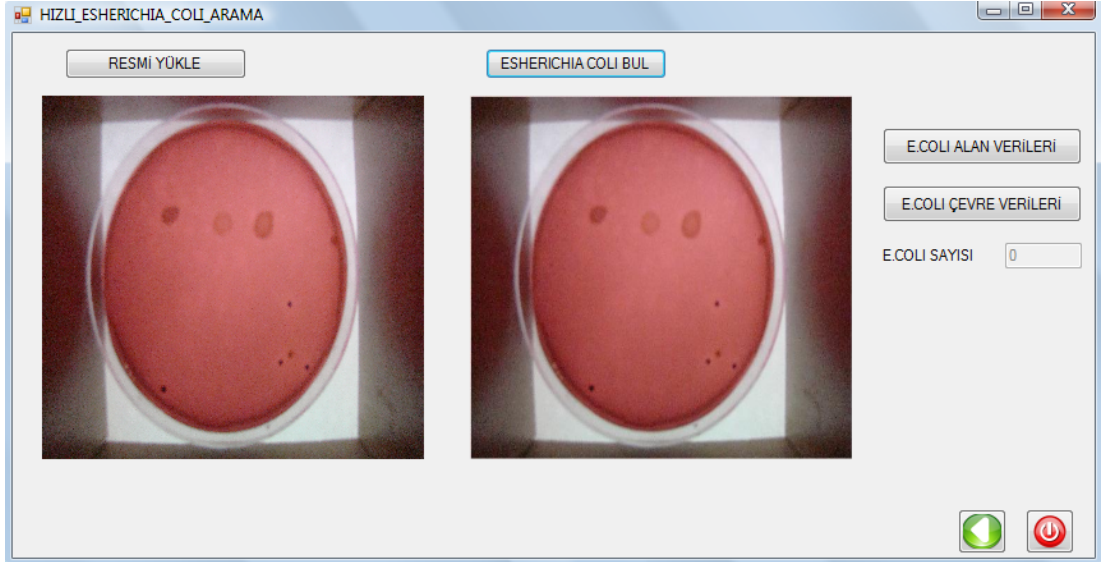 HIZLI_ESHERICHIA_COLI_ARAMA
RESMİ YÜKLE
ESHERICHIA COLI BUL
E.COLI ALAN VERİLERİ
E.COLI ÇEVRE VERİLERİ
E.COLI SAYISI 0